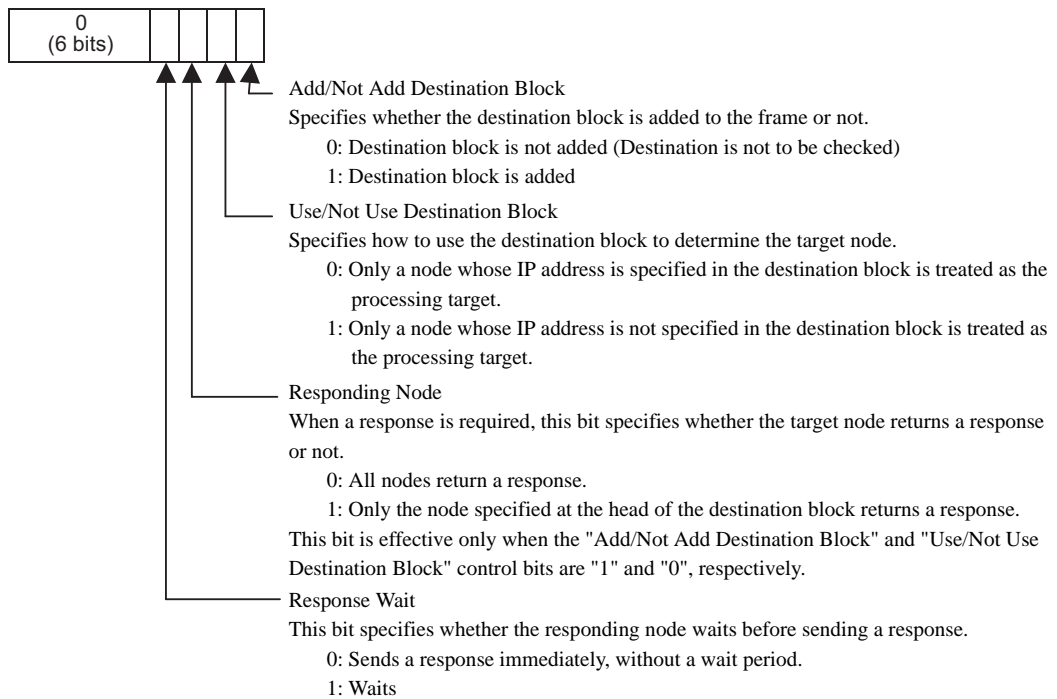 0
(6 bits)
Add/Not Add Destination Block
Specifies whether the destination block is added to the frame or not.
0: Destination block is not added (Destination is not to be checked)
1: Destination block is added
Use/Not Use Destination Block
Specifies how to use the destination block to determine the target node.
0: Only a node whose IP address is specified in the destination block is treated as the
processing target.
1: Only a node whose IP address is not specified in the destination block is treated as
the processing target.
Responding Node
When a response is required, this bit specifies whether the target node returns a response
or not.
0: All nodes return a response.
1: Only the node specified at the head of the destination block returns a response.
This bit is effective only when the "Add/Not Add Destination Block" and "Use/Not Use
Destination Block" control bits are "1" and "0", respectively.
Response Wait
This bit specifies whether the responding node waits before sending a response.
0: Sends a response immediately, without a wait period.
1: Waits